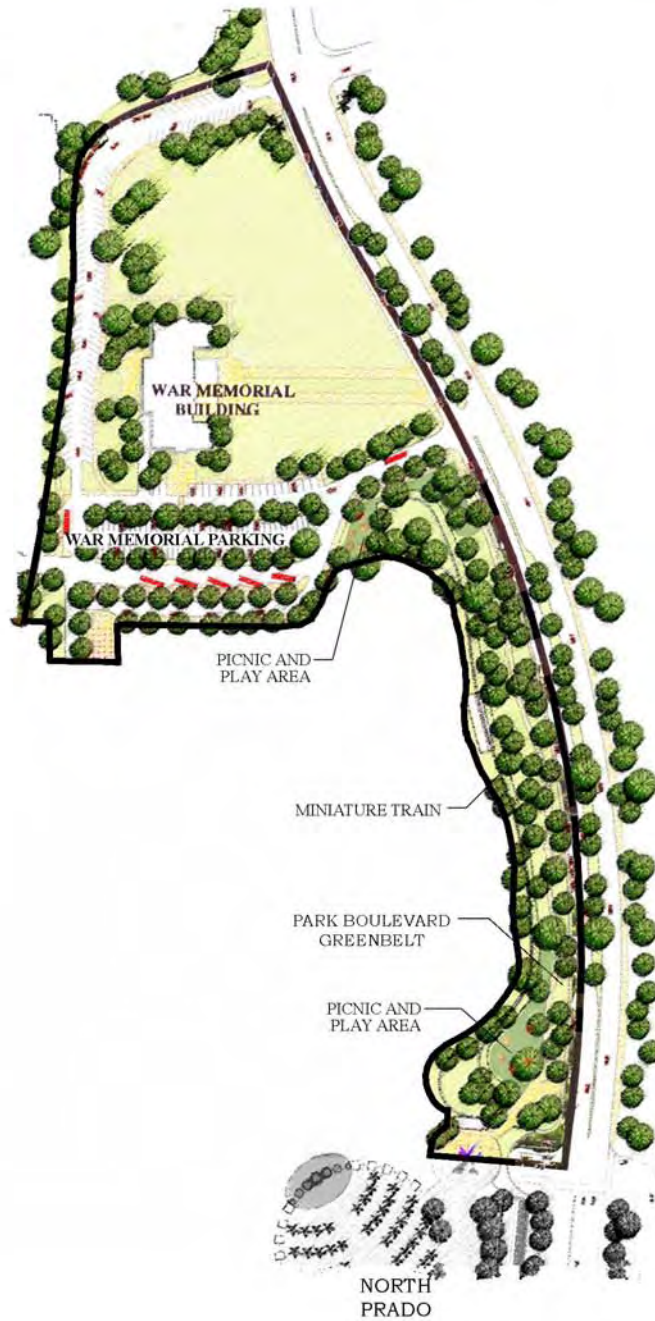 WAR MEMORIAL
BUILDING
WAR MEMORIAL PARKING
PICNIC AND
PLAY AREA
MINIATURE TRAIN
PARK BOULEVARD
GREENBELT
PICNIC AND
PLAY AREA
NORTH
PRADO